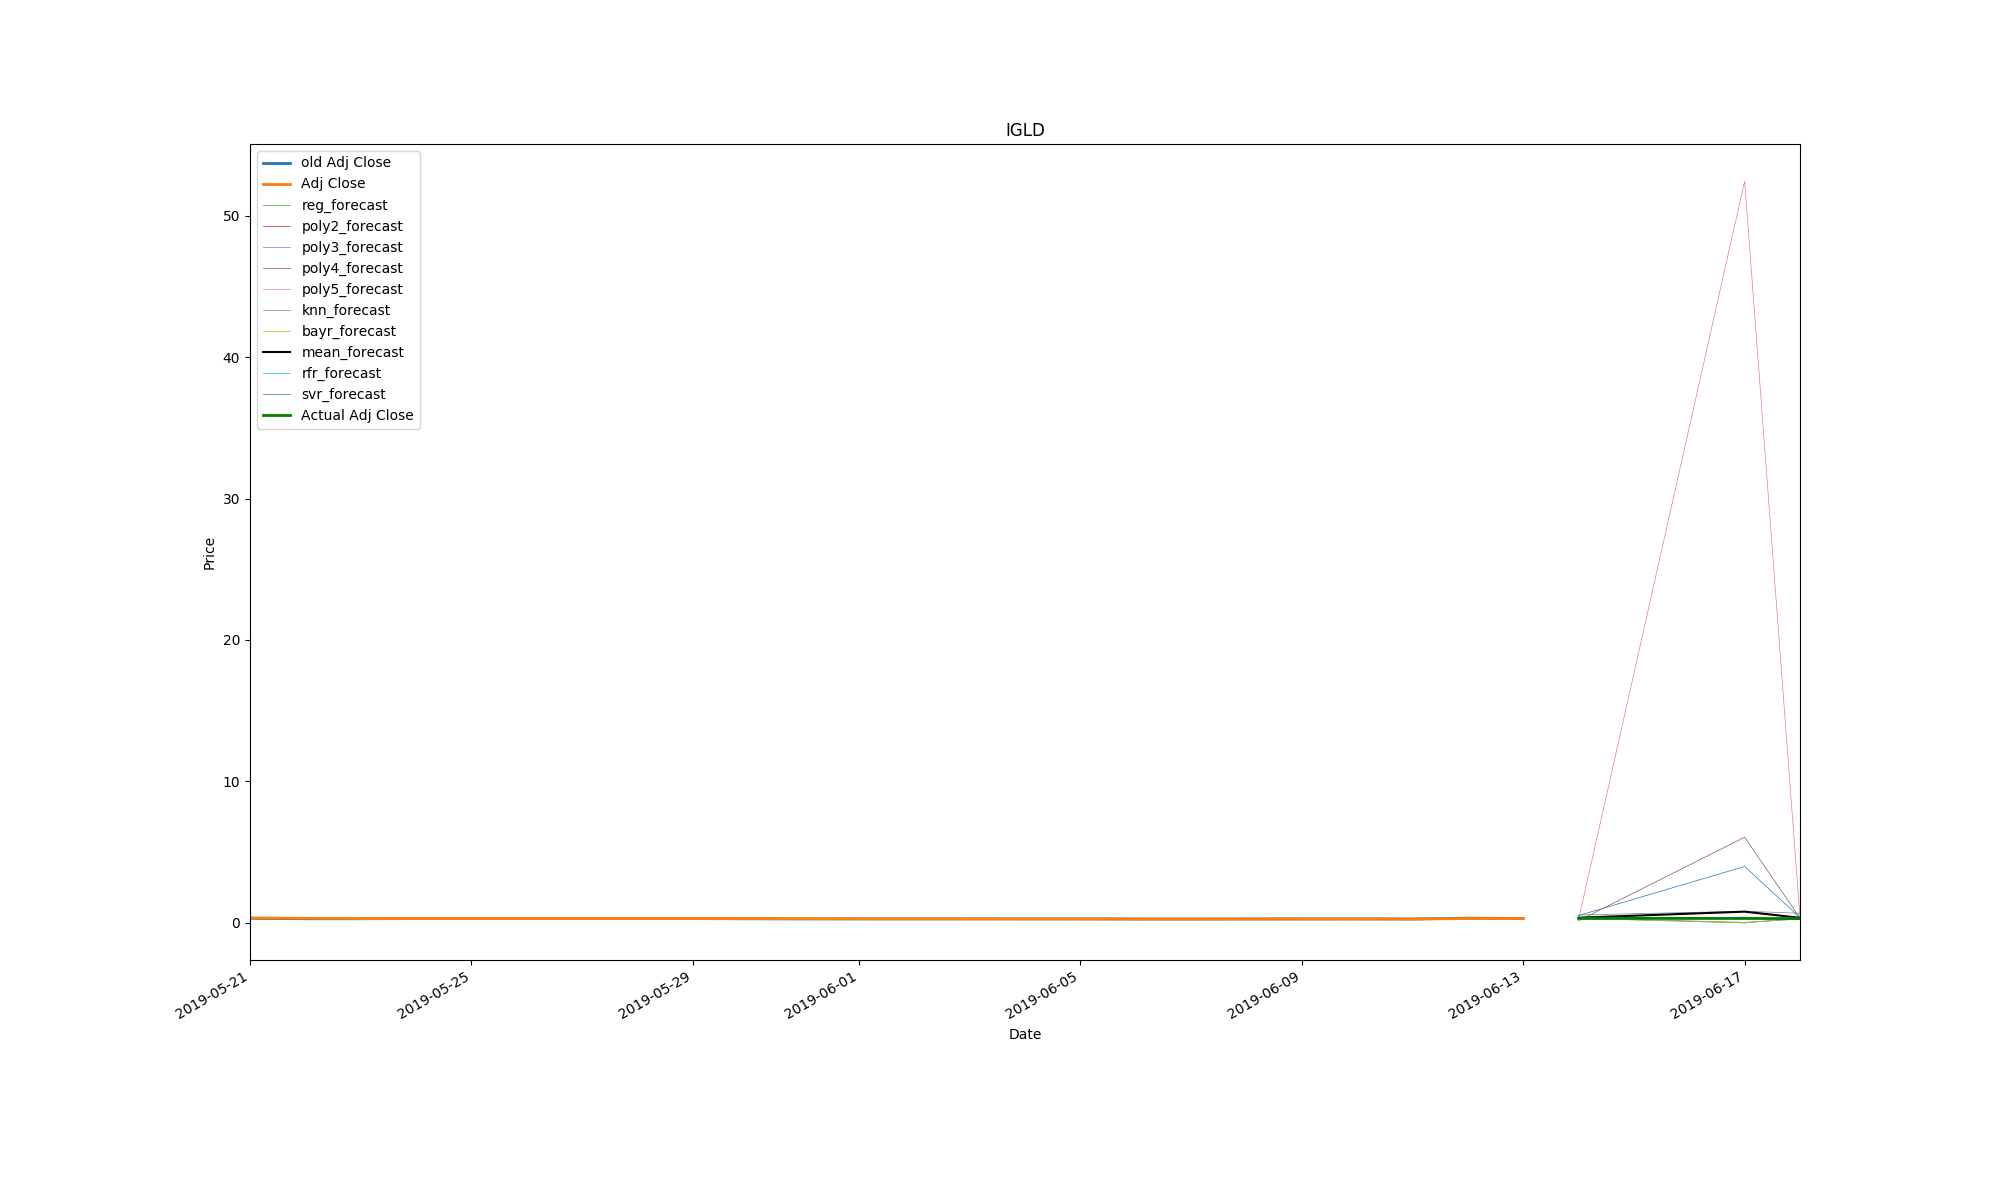 IGLD
old Adj Close
Adj Close
reg_forecast
poly2_forecast
poly3_forecast
poly4_forecast
poly5_forecast
knn_forecast
bayr_forecast
mean_forecast
rfr_forecast
svr_forecast
Actual Adj Close
50
40
30
20
10
0
Price
2019-05-21
2019-05-25
2019-05-29
2019-06-01
2019-06-05
2019-06-09
2019-06-13
2019-06-17
Date